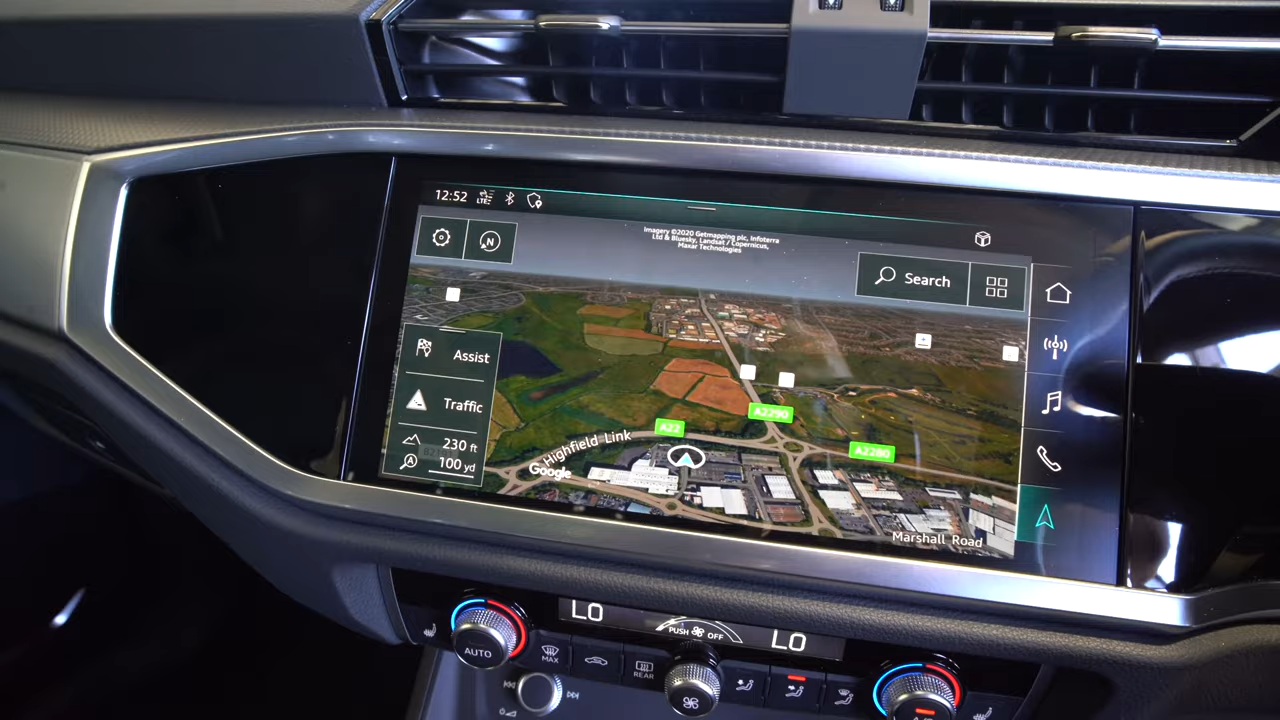 12:52 LTE
N
Imagery ©2020 Getmapping plc, Infoterra
Ltd & Bluesky, Landsat / Copernicus,
Maxar Technologies
Search
Assist
Traffic
230 ft
100 yd
A22
A2290
A2280
Highfield Link
Google
Marshall Road
LO
PUSH OFF
LO
AUTO
MAX
REAR